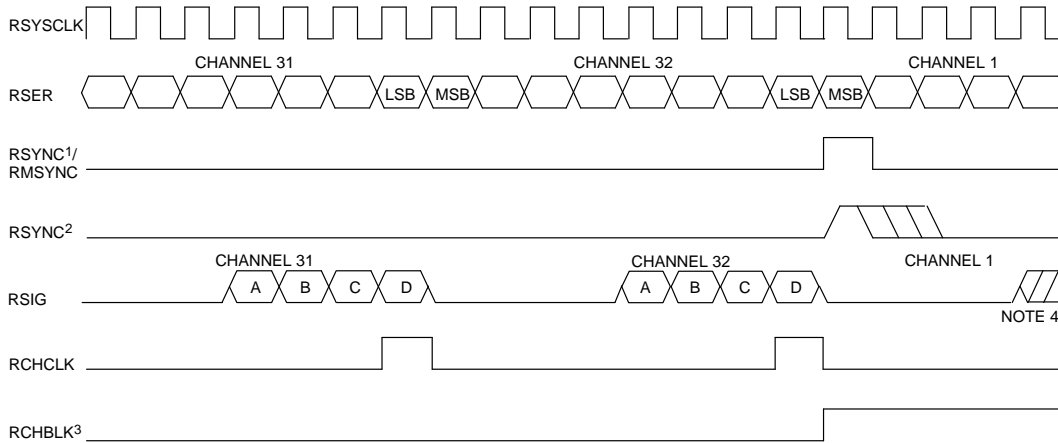 RSYSCLK
CHANNEL 31 CHANNEL 32 CHANNEL 1
RSER LSB MSB LSB MSB
RSYNC¹/
RMSYNC
RSYNC²
CHANNEL 31 CHANNEL 32 CHANNEL 1
RSIG A B C D A B C D
NOTE 4
RCHCLK
RCHBLK³